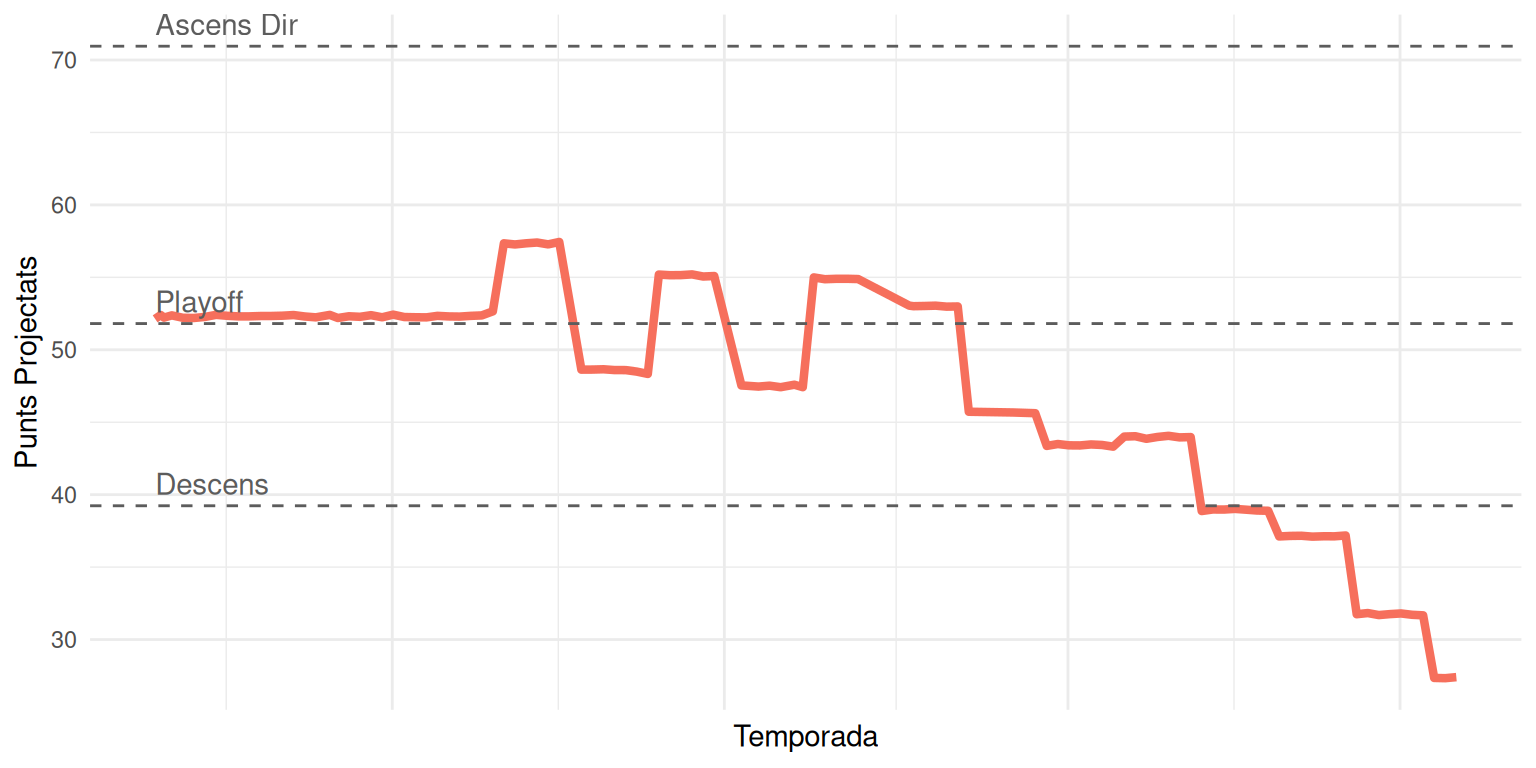 Ascens Dir
70
60
Playoff
50
Descens
40
30
Punts Projectats
Temporada